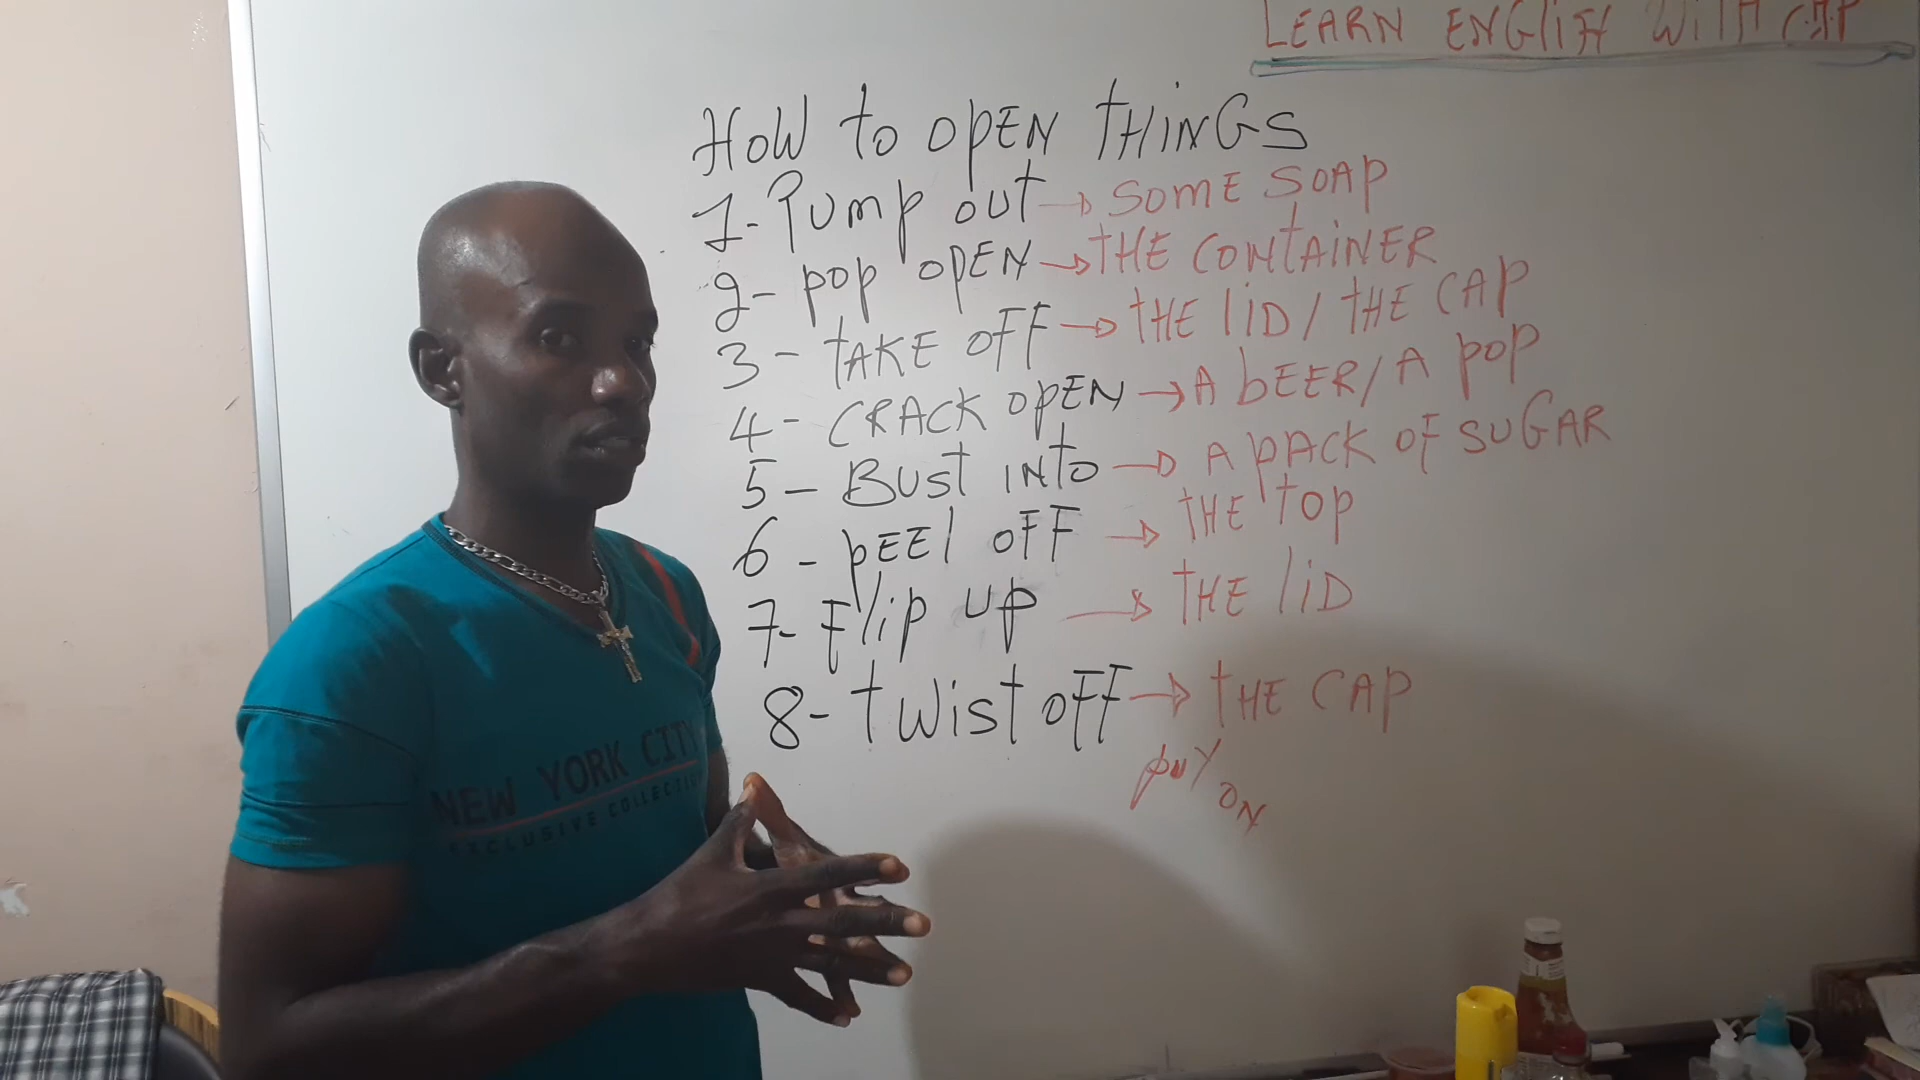 LEARN ENGLISH WITH CAP
HOW to OPEN tHINGS
1- Pump out → SOME SOAP
2- pop OPEN → tHE CONtAINER
3- tAKE OFF → tHE liD / tHE CAP
4- CRACK OPEN → A bEER / A POP
5- Bust INtO → A PACK OF SUGAR
6- pEEl OFF → tHE top
7- Flip UP → tHE liD
8- twist OFF → tHE CAP
ON
NEW YORK CITY
EXCLUSIVE COLLECTION